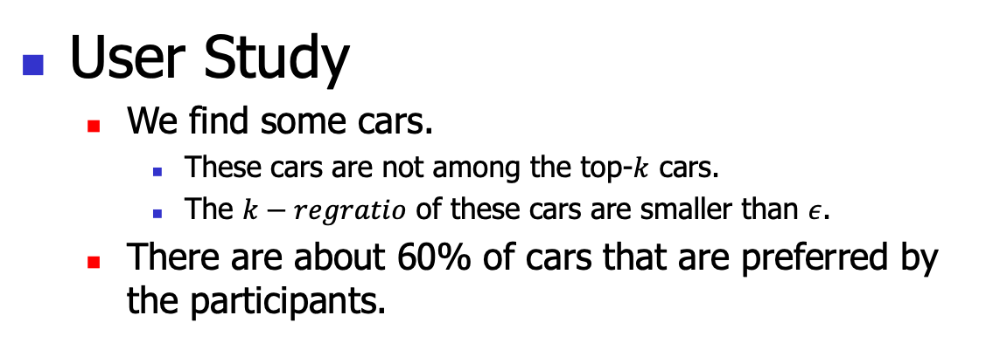 User Study
We find some cars.
These cars are not among the top-k cars.
The k − regratio of these cars are smaller than ϵ.
There are about 60% of cars that are preferred by
the participants.